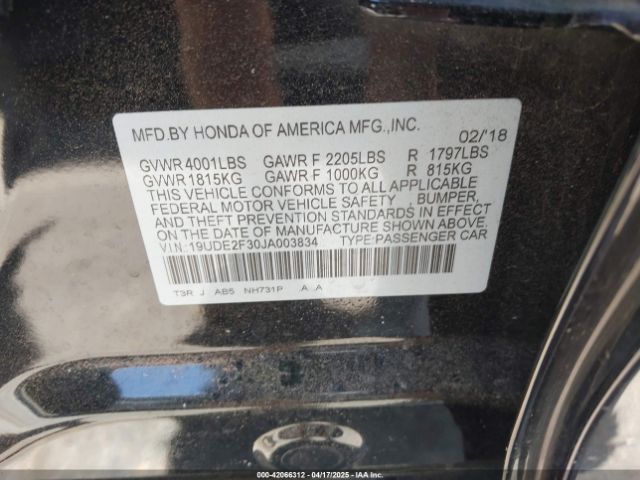 MFD.BY HONDA OF AMERICA MFG.,INC. 02/'18
GVWR 4001LBS GAWR F 2205LBS R 1797LBS
GVWR 1815KG GAWR F 1000KG R 815KG
THIS VEHICLE CONFORMS TO ALL APPLICABLE
FEDERAL MOTOR VEHICLE SAFETY , BUMPER,
AND THEFT PREVENTION STANDARDS IN EFFECT
ON THE DATE OF MANUFACTURE SHOWN ABOVE.
VIN:19UDE2F30JA003834 TYPE:PASSENGER CAR
T3R J AB5 NH731P .A .A
000-42066312 - 04/17/2025 - IAA Inc.